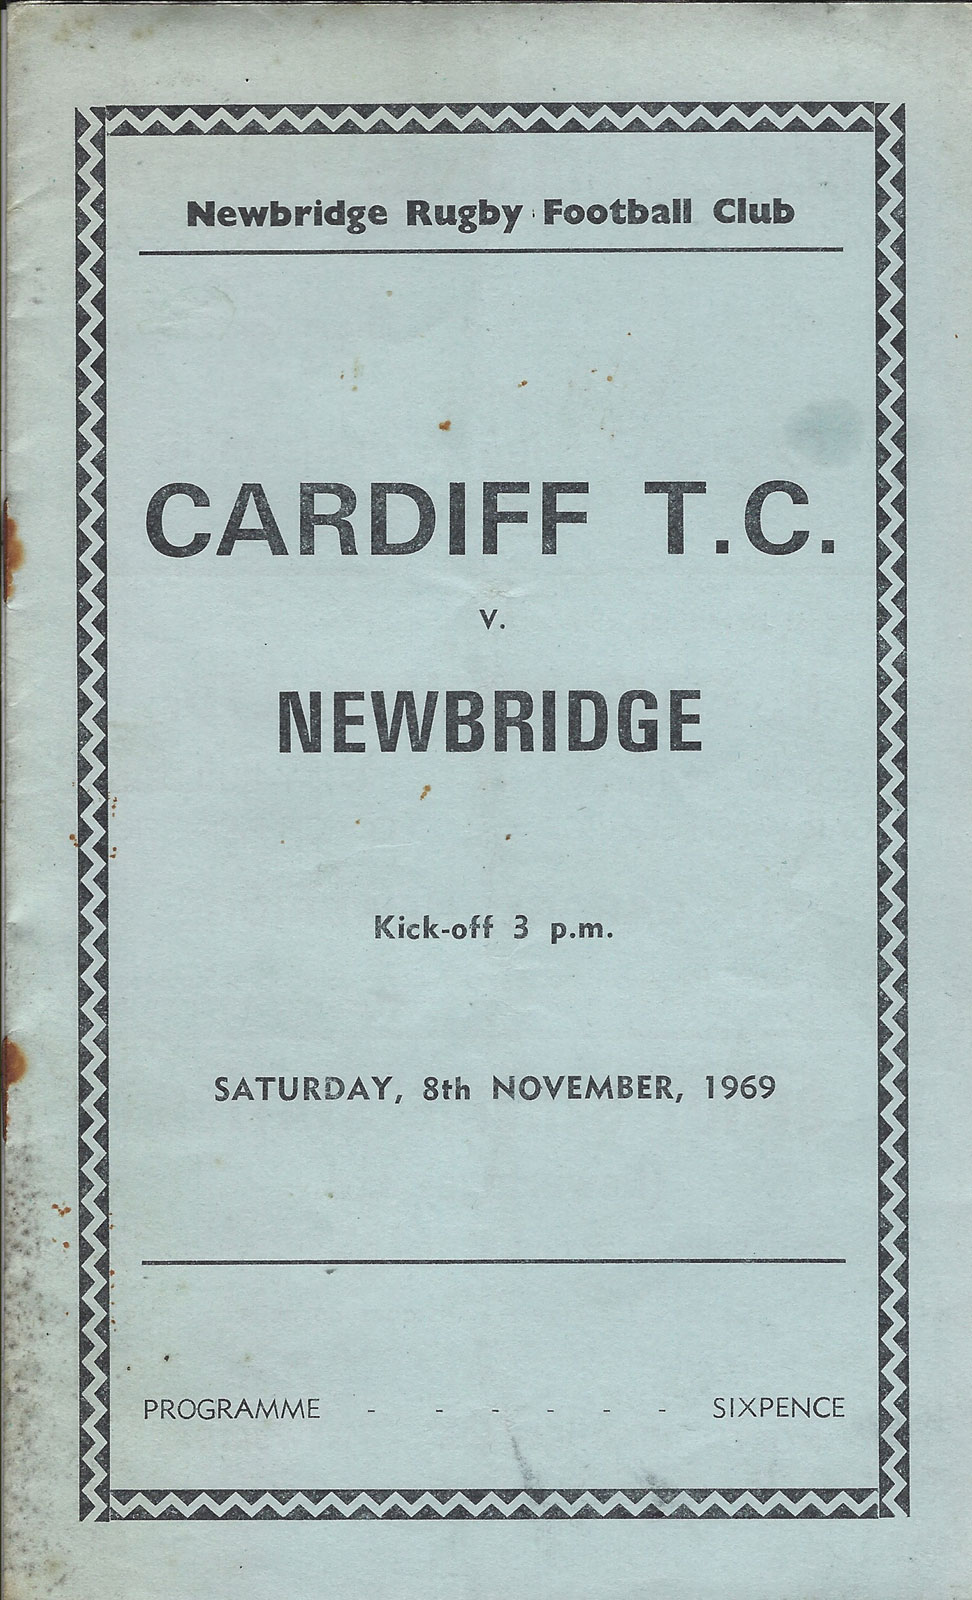 Newbridge Rugby Football Club
CARDIFF T.C.
v.
NEWBRIDGE
Kick-off 3 p.m.
SATURDAY, 8th NOVEMBER, 1969
PROGRAMME - - - - - - SIXPENCE